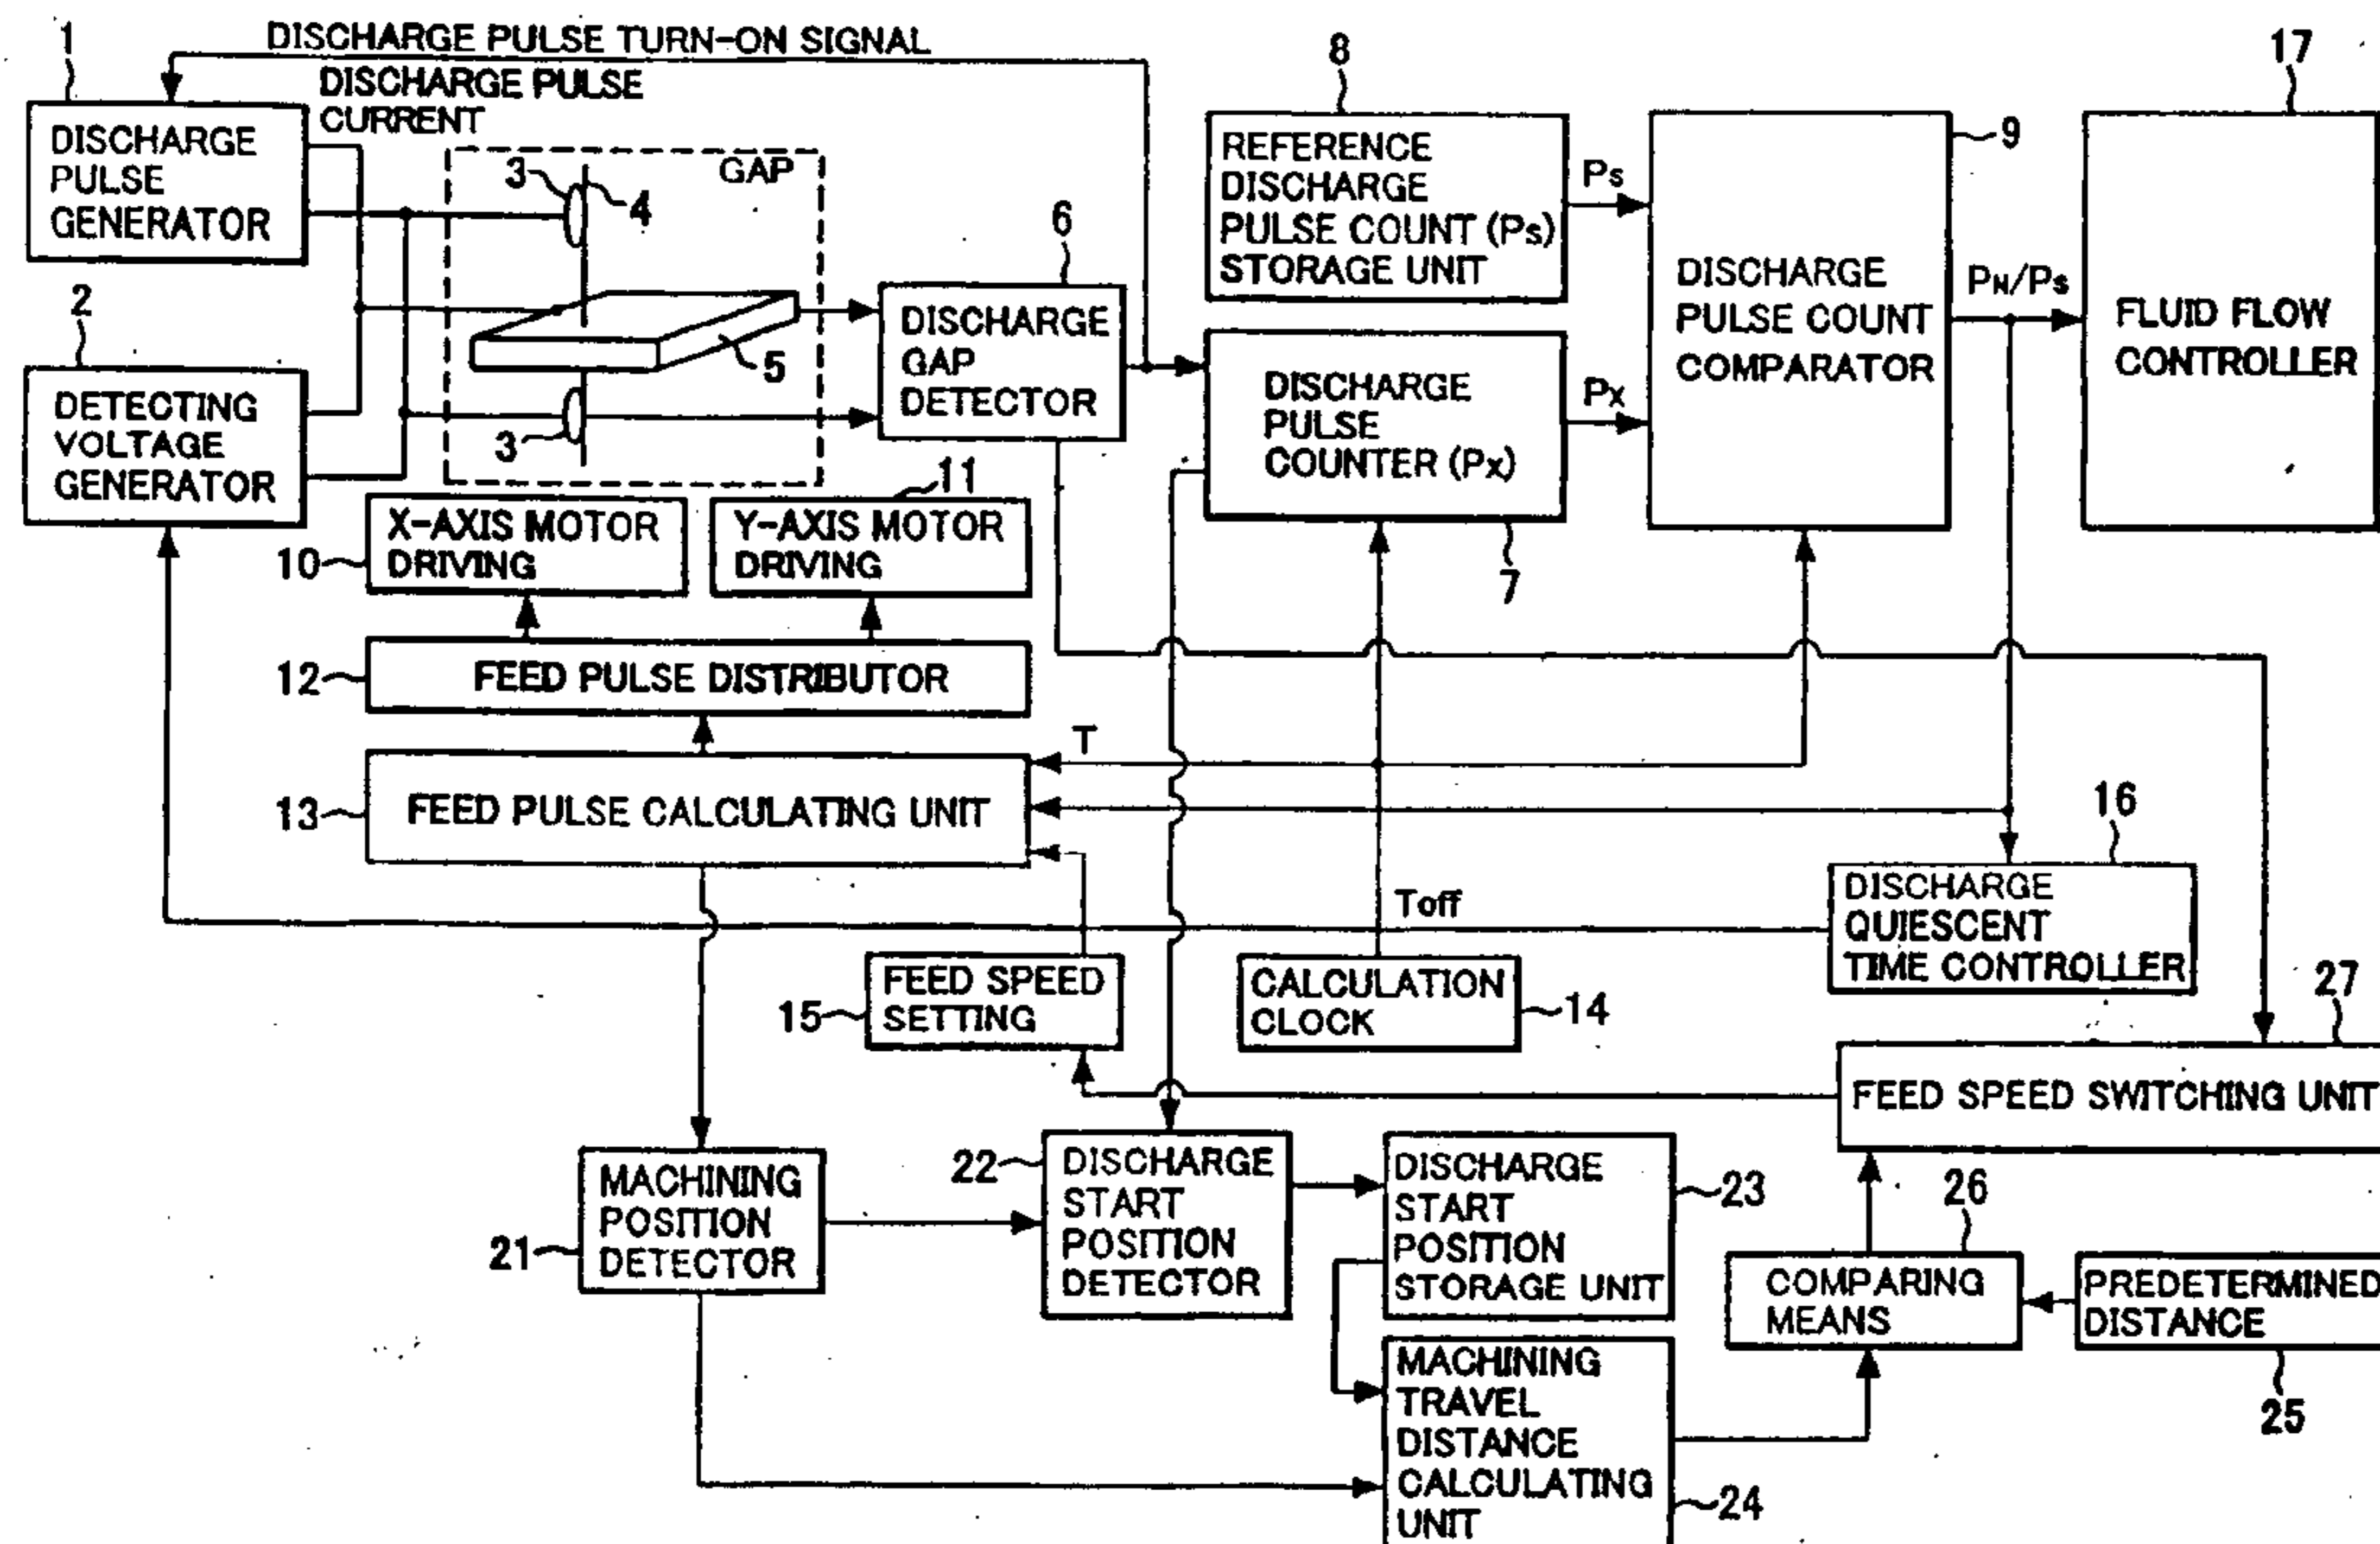 1
DISCHARGE PULSE TURN-ON SIGNAL
DISCHARGE PULSE
CURRENT
DISCHARGE
PULSE
GENERATOR
2
DETECTING
VOLTAGE
GENERATOR
GAP
3
4
5
3
6
DISCHARGE
GAP
DETECTOR
8
REFERENCE
DISCHARGE
PULSE COUNT (Ps)
STORAGE UNIT
Ps
DISCHARGE
PULSE
COUNTER (Px)
7
Px
9
DISCHARGE
PULSE COUNT
COMPARATOR
PN/Ps
17
FLUID FLOW
CONTROLLER
10
X-AXIS MOTOR
DRIVING
11
Y-AXIS MOTOR
DRIVING
12
FEED PULSE DISTRIBUTOR
13
FEED PULSE CALCULATING UNIT
T
16
DISCHARGE
QUIESCENT
TIME CONTROLLER
Toff
15
FEED SPEED
SETTING
CALCULATION
CLOCK
14
27
FEED SPEED SWITCHING UNIT
21
MACHINING
POSITION
DETECTOR
22
DISCHARGE
START
POSITION
DETECTOR
DISCHARGE
START
POSITION
STORAGE UNIT
23
26
COMPARING
MEANS
PREDETERMINED
DISTANCE
25
MACHINING
TRAVEL
DISTANCE
CALCULATING
UNIT
24